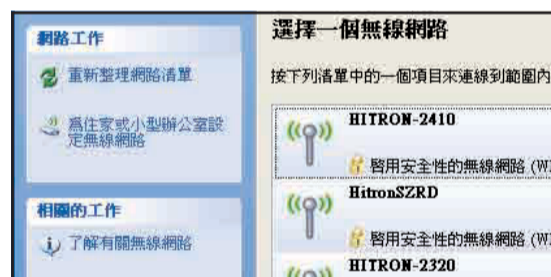 網路工作
重新整理網路清單
為住家或小型辦公室設
定無線網路
相關的工作
了解有關無線網路
選擇一個無線網路
按下列清單中的一個項目來連線到範圍內
HITRON-2410
啟用安全性的無線網路 (W
HitronSZRD
啟用安全性的無線網路 (W
HITRON-2320